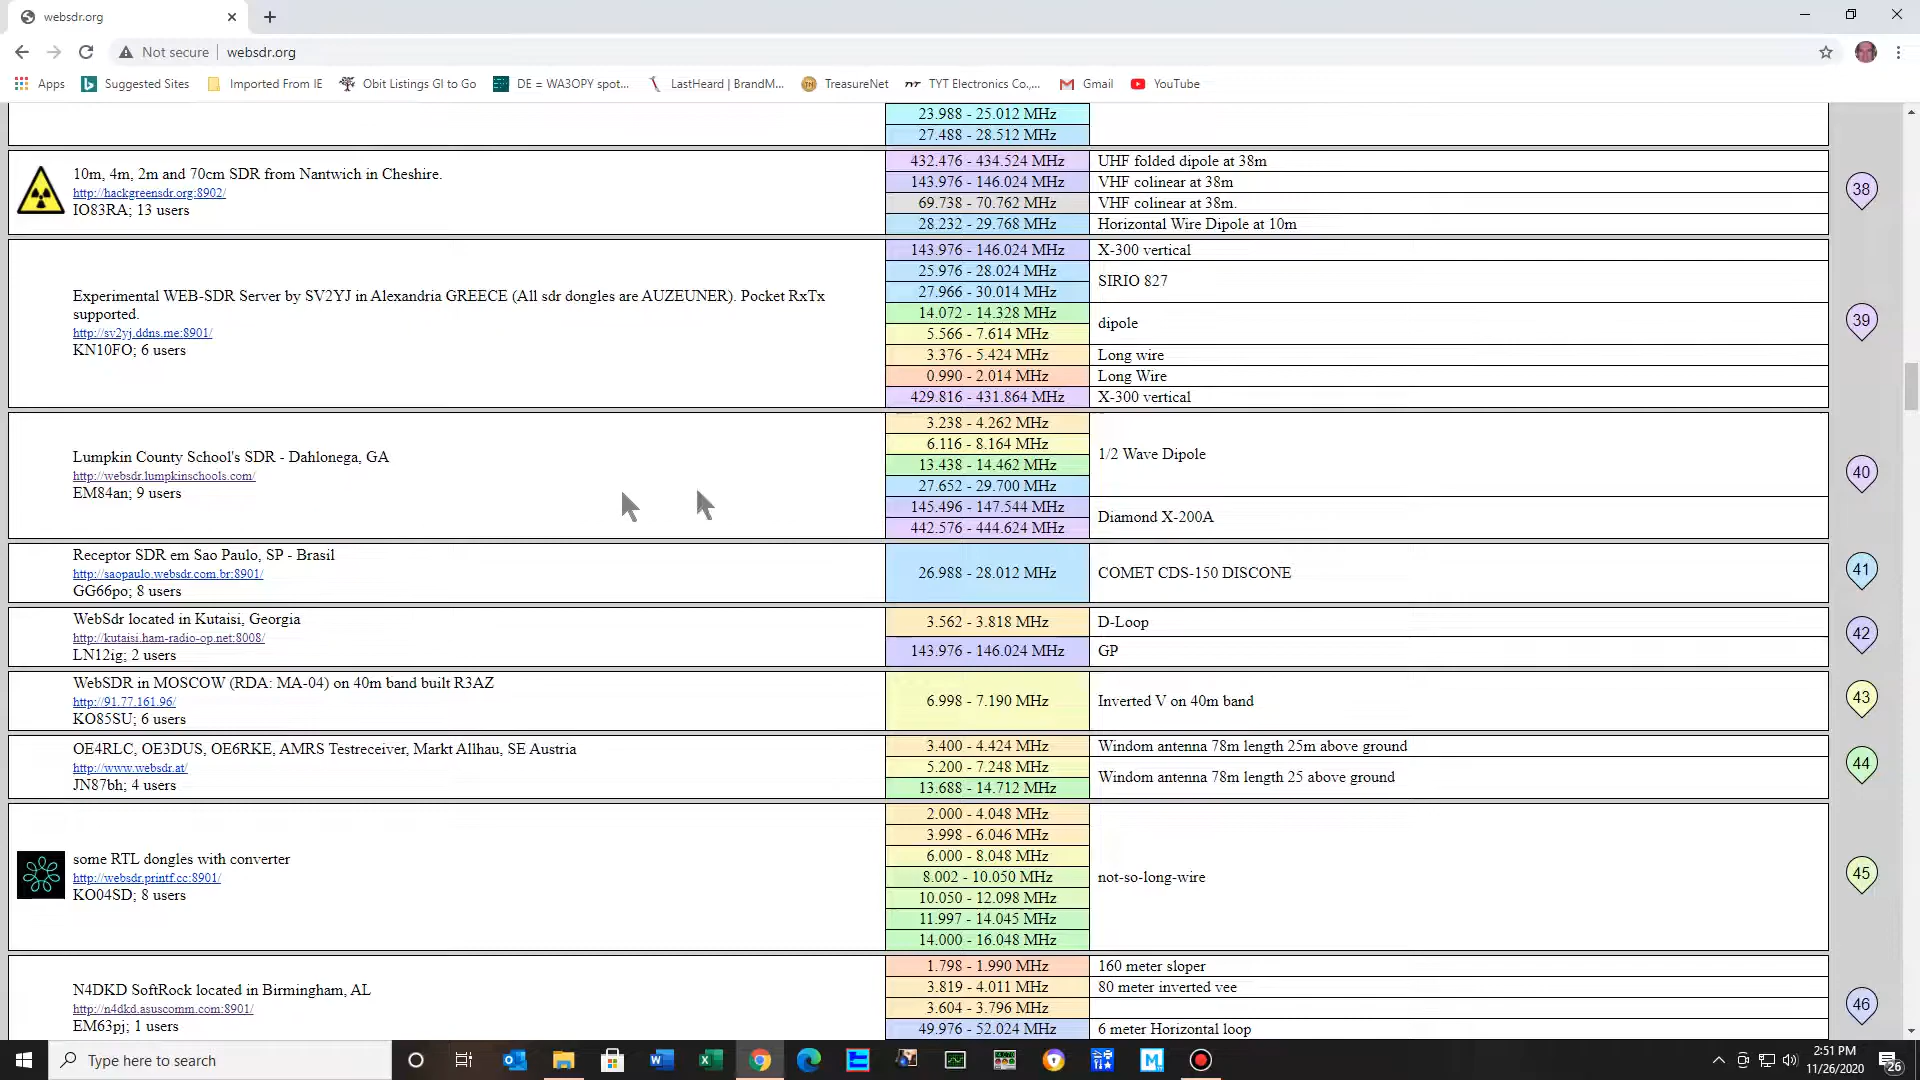 websdr.org
Not secure
websdr.org
Apps
Suggested Sites
Imported From IE
Obit Listings GI to Go
DE = WA3OPY spot...
LastHeard | BrandM...
TreasureNet
TYT Electronics Co.,...
Gmail
YouTube
23.988 - 25.012 MHz
27.488 - 28.512 MHz
10m, 4m, 2m and 70cm SDR from Nantwich in Cheshire.
http://hackgreensdr.org:8902/
IO83RA; 13 users
432.476 - 434.524 MHz UHF folded dipole at 38m
143.976 - 146.024 MHz VHF colinear at 38m
69.738 - 70.762 MHz VHF colinear at 38m.
28.232 - 29.768 MHz Horizontal Wire Dipole at 10m
38
Experimental WEB-SDR Server by SV2YJ in Alexandria GREECE (All sdr dongles are AUZEUNER). Pocket RxTx
supported.
http://sv2yj.ddns.me:8901/
KN10FO; 6 users
143.976 - 146.024 MHz X-300 vertical
25.976 - 28.024 MHz
SIRIO 827
27.966 - 30.014 MHz
14.072 - 14.328 MHz
dipole
5.566 - 7.614 MHz
3.376 - 5.424 MHz Long wire
0.990 - 2.014 MHz Long Wire
429.816 - 431.864 MHz X-300 vertical
39
Lumpkin County School's SDR - Dahlonega, GA
http://websdr.lumpkinschools.com/
EM84an; 9 users
3.238 - 4.262 MHz
6.116 - 8.164 MHz
1/2 Wave Dipole
13.438 - 14.462 MHz
27.652 - 29.700 MHz
145.496 - 147.544 MHz
Diamond X-200A
442.576 - 444.624 MHz
40
Receptor SDR em Sao Paulo, SP - Brasil
http://saopaulo.websdr.com.br:8901/
GG66po; 8 users
26.988 - 28.012 MHz COMET CDS-150 DISCONE
41
WebSdr located in Kutaisi, Georgia
http://kutaisi.ham-radio-op.net:8008/
LN12ig; 2 users
3.562 - 3.818 MHz D-Loop
143.976 - 146.024 MHz GP
42
WebSDR in MOSCOW (RDA: MA-04) on 40m band built R3AZ
http://91.77.161.96/
KO85SU; 6 users
6.998 - 7.190 MHz Inverted V on 40m band
43
OE4RLC, OE3DUS, OE6RKE, AMRS Testreceiver, Markt Allhau, SE Austria
http://www.websdr.at/
JN87bh; 4 users
3.400 - 4.424 MHz Windom antenna 78m length 25m above ground
5.200 - 7.248 MHz
Windom antenna 78m length 25 above ground
13.688 - 14.712 MHz
44
some RTL dongles with converter
http://websdr.printf.cc:8901/
KO04SD; 8 users
2.000 - 4.048 MHz
3.998 - 6.046 MHz
6.000 - 8.048 MHz
8.002 - 10.050 MHz
not-so-long-wire
10.050 - 12.098 MHz
11.997 - 14.045 MHz
14.000 - 16.048 MHz
45
N4DKD SoftRock located in Birmingham, AL
http://n4dkd.asuscomm.com:8901/
EM63pj; 1 users
1.798 - 1.990 MHz 160 meter sloper
3.819 - 4.011 MHz 80 meter inverted vee
3.604 - 3.796 MHz
49.976 - 52.024 MHz 6 meter Horizontal loop
46
Type here to search
2:51 PM
11/26/2020
26